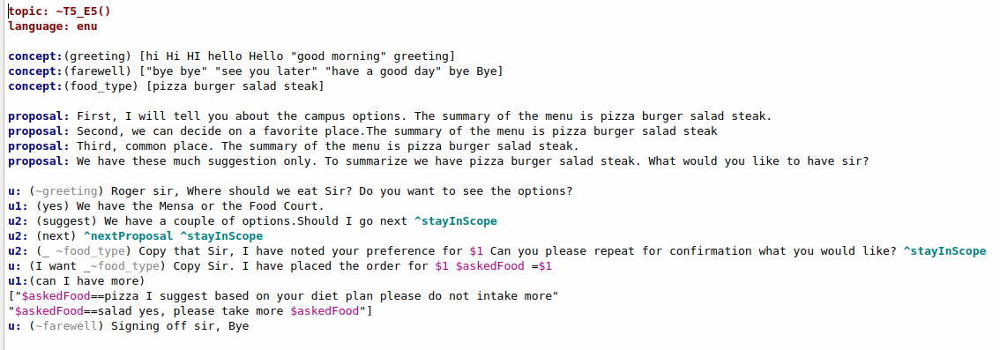 topic: ~T5_E5()
language: enu
concept:(greeting) [hi Hi HI hello Hello "good morning" greeting]
concept:(farewell) ["bye bye" "see you later" "have a good day" bye Bye]
concept:(food_type) [pizza burger salad steak]
proposal: First, I will tell you about the campus options. The summary of the menu is pizza burger salad steak.
proposal: Second, we can decide on a favorite place.The summary of the menu is pizza burger salad steak
proposal: Third, common place. The summary of the menu is pizza burger salad steak.
proposal: We have these much suggestion only. To summarize we have pizza burger salad steak. What would you like to have sir?
u: (~greeting) Roger sir, Where should we eat Sir? Do you want to see the options?
u1: (yes) We have the Mensa or the Food Court.
u2: (suggest) We have a couple of options.Should I go next ^stayInScope
u2: (next) ^nextProposal ^stayInScope
u2: (_ ~food_type) Copy that Sir, I have noted your preference for $1 Can you please repeat for confirmation what you would like? ^stayInScope
u: (I want _~food_type) Copy Sir. I have placed the order for $1 $askedFood =$1
u1:(can I have more)
["$askedFood==pizza I suggest based on your diet plan please do not intake more"
"$askedFood==salad yes, please take more $askedFood"]
u: (~farewell) Signing off sir, Bye